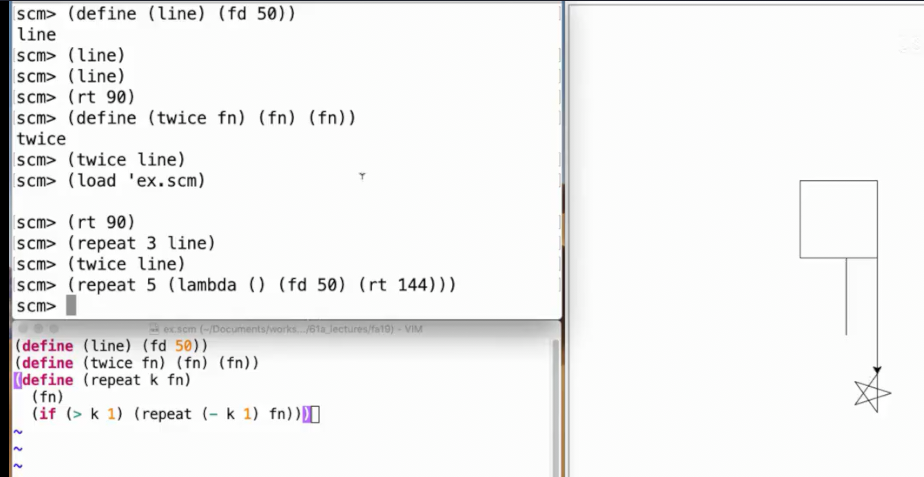 scm> (define (line) (fd 50))
line
scm> (line)
scm> (line)
scm> (rt 90)
scm> (define (twice fn) (fn) (fn))
twice
scm> (twice line)
scm> (load 'ex.scm)
scm> (rt 90)
scm> (repeat 3 line)
scm> (twice line)
scm> (repeat 5 (lambda () (fd 50) (rt 144)))
scm>
ex.scm (~/Documents/works…/61a_lectures/fa19) - VIM
(define (line) (fd 50))
(define (twice fn) (fn) (fn))
(define (repeat k fn)
(fn)
(if (> k 1) (repeat (- k 1) fn)))
~
~
~